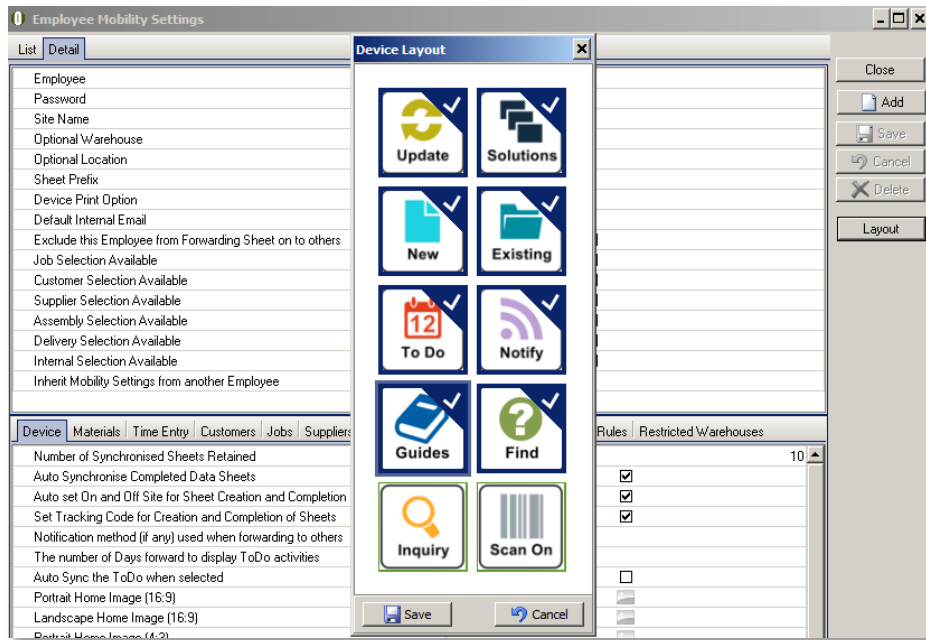 Employee Mobility Settings
List Detail
Employee
Password
Site Name
Optional Warehouse
Optional Location
Sheet Prefix
Device Print Option
Default Internal Email
Exclude this Employee from Forwarding Sheet on to others
Job Selection Available
Customer Selection Available
Supplier Selection Available
Assembly Selection Available
Delivery Selection Available
Internal Selection Available
Inherit Mobility Settings from another Employee
Device Materials Time Entry Customers Jobs Suppliers
Rules Restricted Warehouses
Number of Synchronised Sheets Retained 10
Auto Synchronise Completed Data Sheets
Auto set On and Off Site for Sheet Creation and Completion
Set Tracking Code for Creation and Completion of Sheets
Notification method (if any) used when forwarding to others
The number of Days forward to display ToDo activities
Auto Sync the ToDo when selected
Portrait Home Image (16:9)
Landscape Home Image (16:9)
Portrait Home Image (4:3)
Device Layout
Update Solutions
New Existing
12
To Do Notify
Guides Find
Inquiry Scan On
Save Cancel
Close
Add
Save
Cancel
Delete
Layout